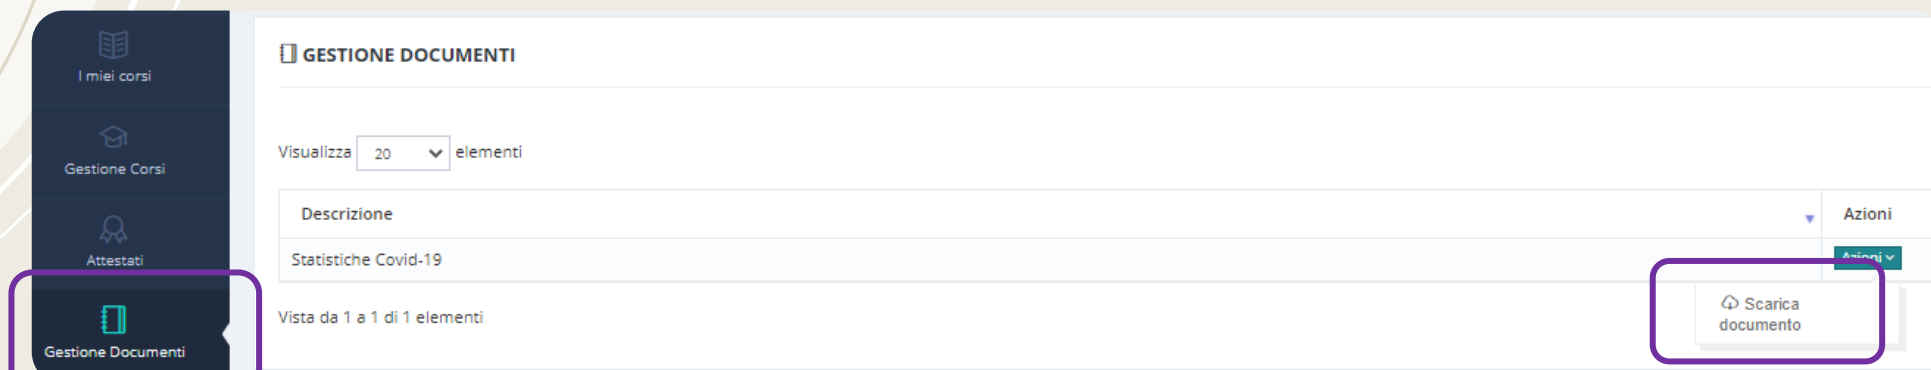 I miei corsi
Gestione Corsi
Attestati
Gestione Documenti
GESTIONE DOCUMENTI
Visualizza 20 elementi
Descrizione Azioni
Statistiche Covid-19 Azioni
Vista da 1 a 1 di 1 elementi
Scarica
documento